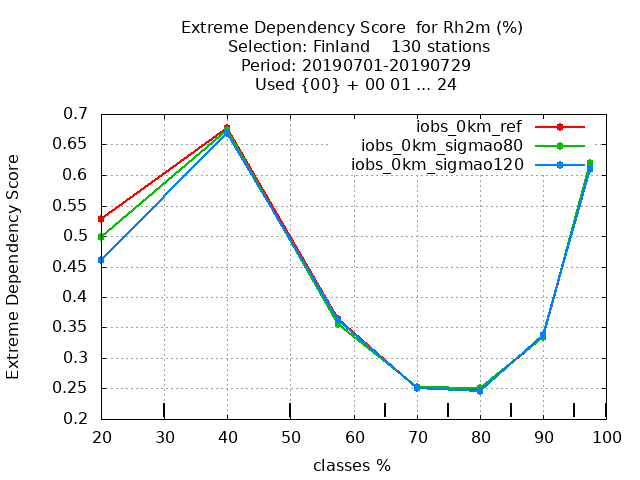 Extreme Dependency Score  for Rh2m (%)
Selection: Finland    130 stations
Period: 20190701-20190729
Used {00} + 00 01 ... 24
Extreme Dependency Score
0.7
0.65
0.6
0.55
0.5
0.45
0.4
0.35
0.3
0.25
0.2
iobs_0km_ref
iobs_0km_sigmao80
iobs_0km_sigmao120
20 30 40 50 60 70 80 90 100
classes %